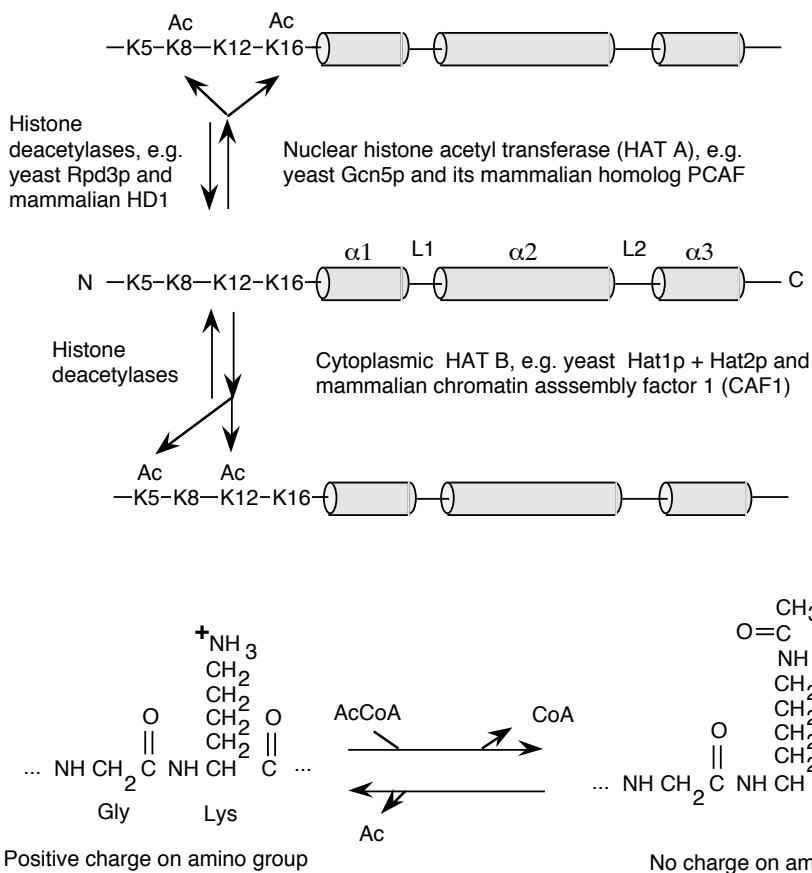 Ac Ac
K5 K8 K12 K16
Histone
deacetylases, e.g.
yeast Rpd3p and
mammalian HD1
Nuclear histone acetyl transferase (HAT A), e.g.
yeast Gcn5p and its mammalian homolog PCAF
α1 L1 α2 L2 α3
N K5 K8 K12 K16 C
Histone
deacetylases
Cytoplasmic HAT B, e.g. yeast Hat1p + Hat2p and
mammalian chromatin asssembly factor 1 (CAF1)
Ac Ac
K5 K8 K12 K16
+NH3
CH2
CH2
CH2
CH2
O O
... NH CH2 C NH CH C ...
Gly Lys
Positive charge on amino group
AcCoA CoA
Ac
CH3
O=C
NH
CH2
CH2
CH2
CH2
O
... NH CH2 C NH CH
No charge on am